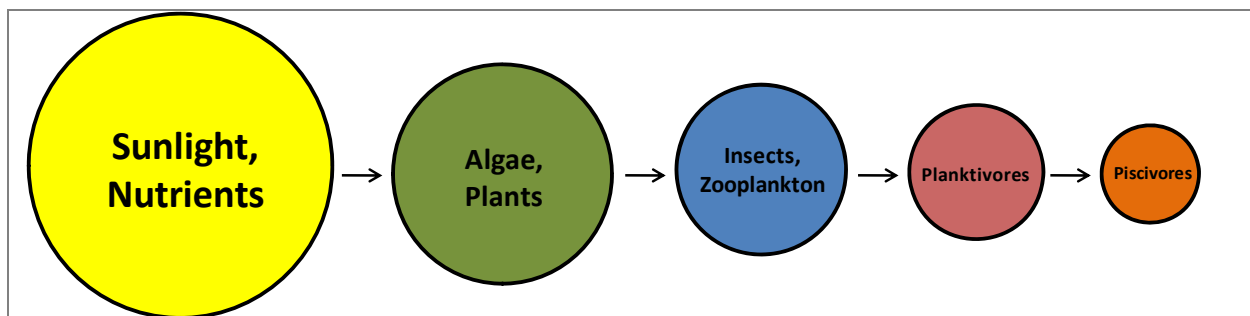 Sunlight,
Nutrients
Algae,
Plants
Insects,
Zooplankton
Planktivores
Piscivores